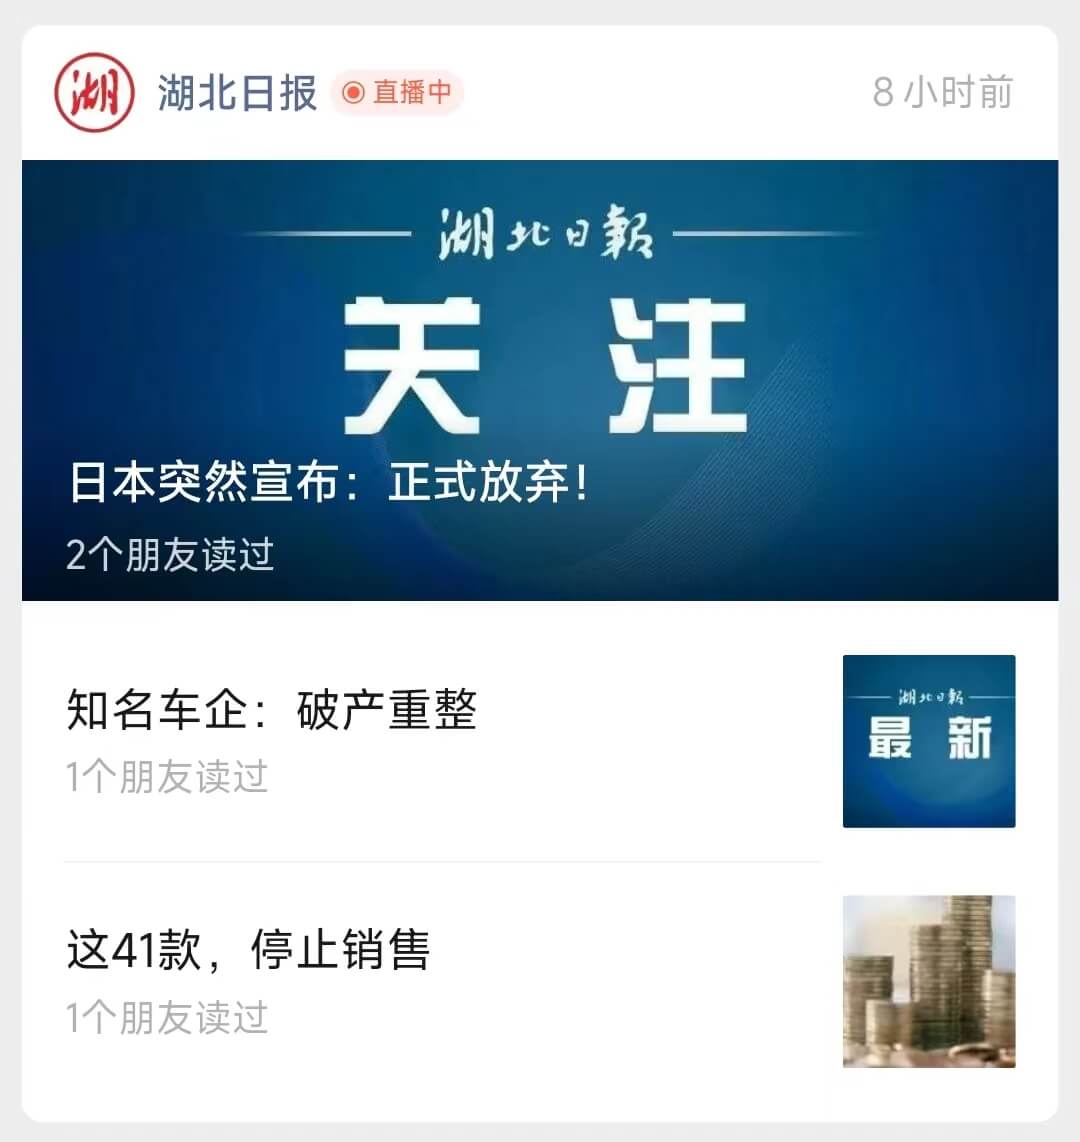 湖
湖北日报
直播中
8小时前
湖北日報
关注
日本突然宣布：正式放弃！
2个朋友读过
知名车企：破产重整
1个朋友读过
湖北日報
最新
这41款，停止销售
1个朋友读过